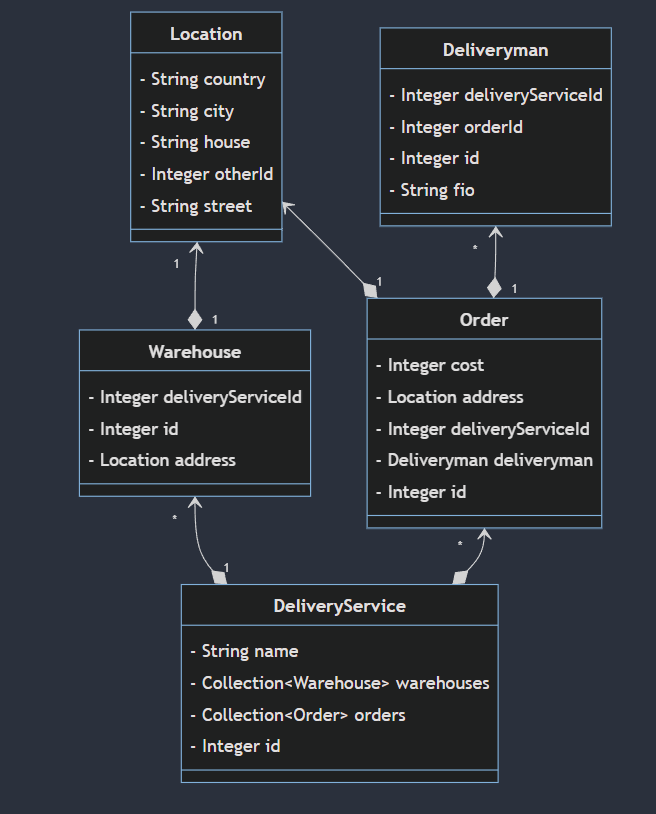 Location
- String country
- String city
- String house
- Integer otherId
- String street
Deliveryman
- Integer deliveryServiceId
- Integer orderId
- Integer id
- String fio
1
1
1
*
1
Warehouse
- Integer deliveryServiceId
- Integer id
- Location address
Order
- Integer cost
- Location address
- Integer deliveryServiceId
- Deliveryman deliveryman
- Integer id
*
1
*
DeliveryService
- String name
- Collection<Warehouse> warehouses
- Collection<Order> orders
- Integer id